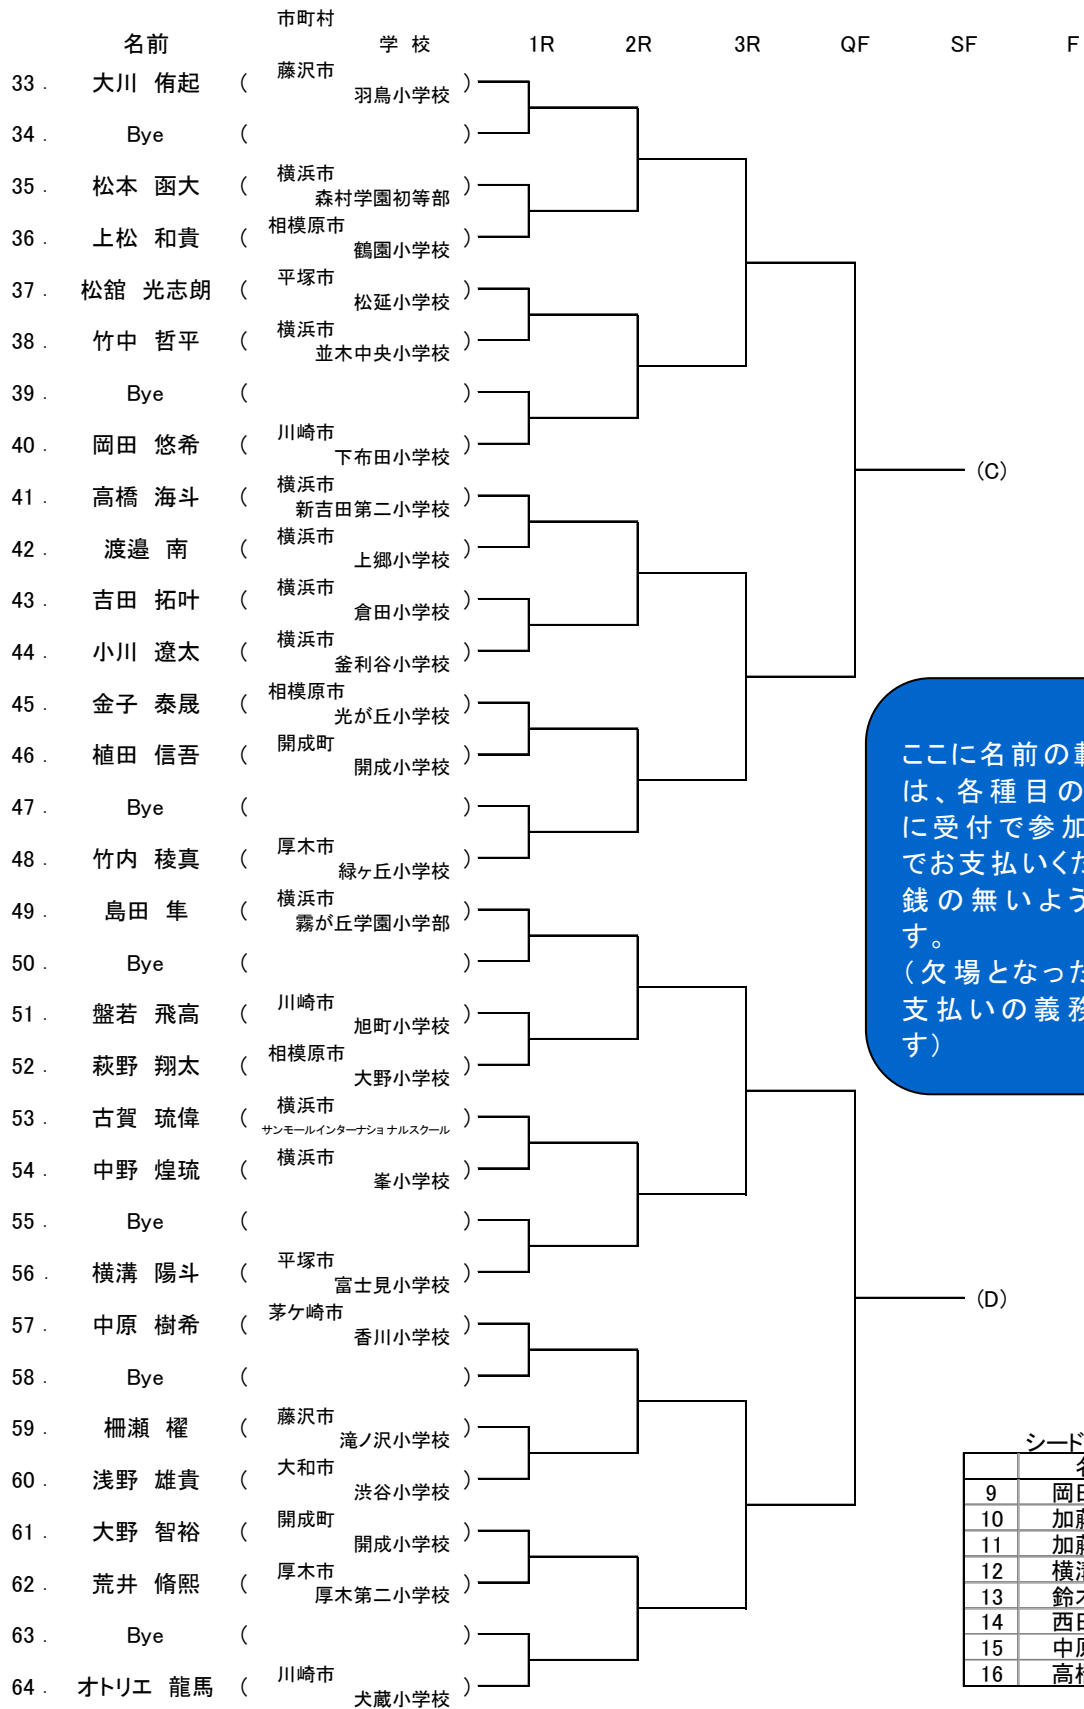 市町村
名前 学 校 1R 2R 3R QF SF F
33 . 大川 侑起 ( 藤沢市 羽鳥小学校 )
34 . Bye ( )
35 . 松本 函大 ( 横浜市 森村学園初等部 )
36 . 上松 和貴 ( 相模原市 鶴園小学校 )
37 . 松舘 光志朗 ( 平塚市 松延小学校 )
38 . 竹中 哲平 ( 横浜市 並木中央小学校 )
39 . Bye ( )
40 . 岡田 悠希 ( 川崎市 下布田小学校 )
(C)
41 . 高橋 海斗 ( 横浜市 新吉田第二小学校 )
42 . 渡邉 南 ( 横浜市 上郷小学校 )
43 . 吉田 拓叶 ( 横浜市 倉田小学校 )
44 . 小川 遼太 ( 横浜市 釜利谷小学校 )
45 . 金子 泰晟 ( 相模原市 光が丘小学校 )
46 . 植田 信吾 ( 開成町 開成小学校 )
47 . Bye ( )
48 . 竹内 稜真 ( 厚木市 緑ヶ丘小学校 )
49 . 島田 隼 ( 横浜市 霧が丘学園小学部 )
50 . Bye ( )
51 . 盤若 飛高 ( 川崎市 旭町小学校 )
52 . 萩野 翔太 ( 相模原市 大野小学校 )
53 . 古賀 琉偉 ( 横浜市 サンモールインターナショナルスクール )
54 . 中野 煌琉 ( 横浜市 峯小学校 )
55 . Bye ( )
56 . 横溝 陽斗 ( 平塚市 富士見小学校 )
(D)
57 . 中原 樹希 ( 茅ケ崎市 香川小学校 )
58 . Bye ( )
59 . 柵瀬 櫂 ( 藤沢市 滝ノ沢小学校 )
60 . 浅野 雄貴 ( 大和市 渋谷小学校 )
61 . 大野 智裕 ( 開成町 開成小学校 )
62 . 荒井 脩熙 ( 厚木市 厚木第二小学校 )
63 . Bye ( )
64 . オトリエ 龍馬 ( 川崎市 犬蔵小学校 )
ここに名前の
は、各種目の
に受付で参加
でお支払いく
銭の無いよう
す。
(欠場となった
支払いの義務
す)
シード
9 岡
10 加
11 加
12 横
13 鈴
14 西
15 中
16 高